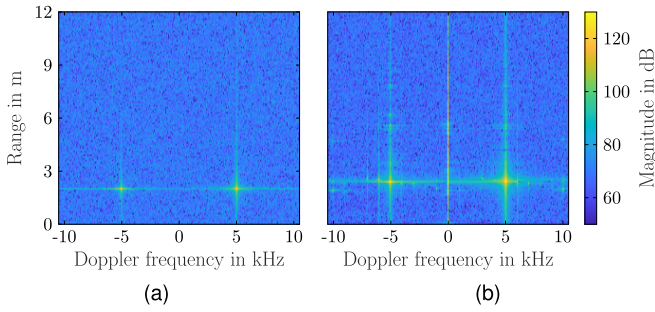 12
9
6
3
0
Range in m
-10 -5 0 5 10
Doppler frequency in kHz
(a)
-10 -5 0 5 10
Doppler frequency in kHz
(b)
120
100
80
60
Magnitude in dB